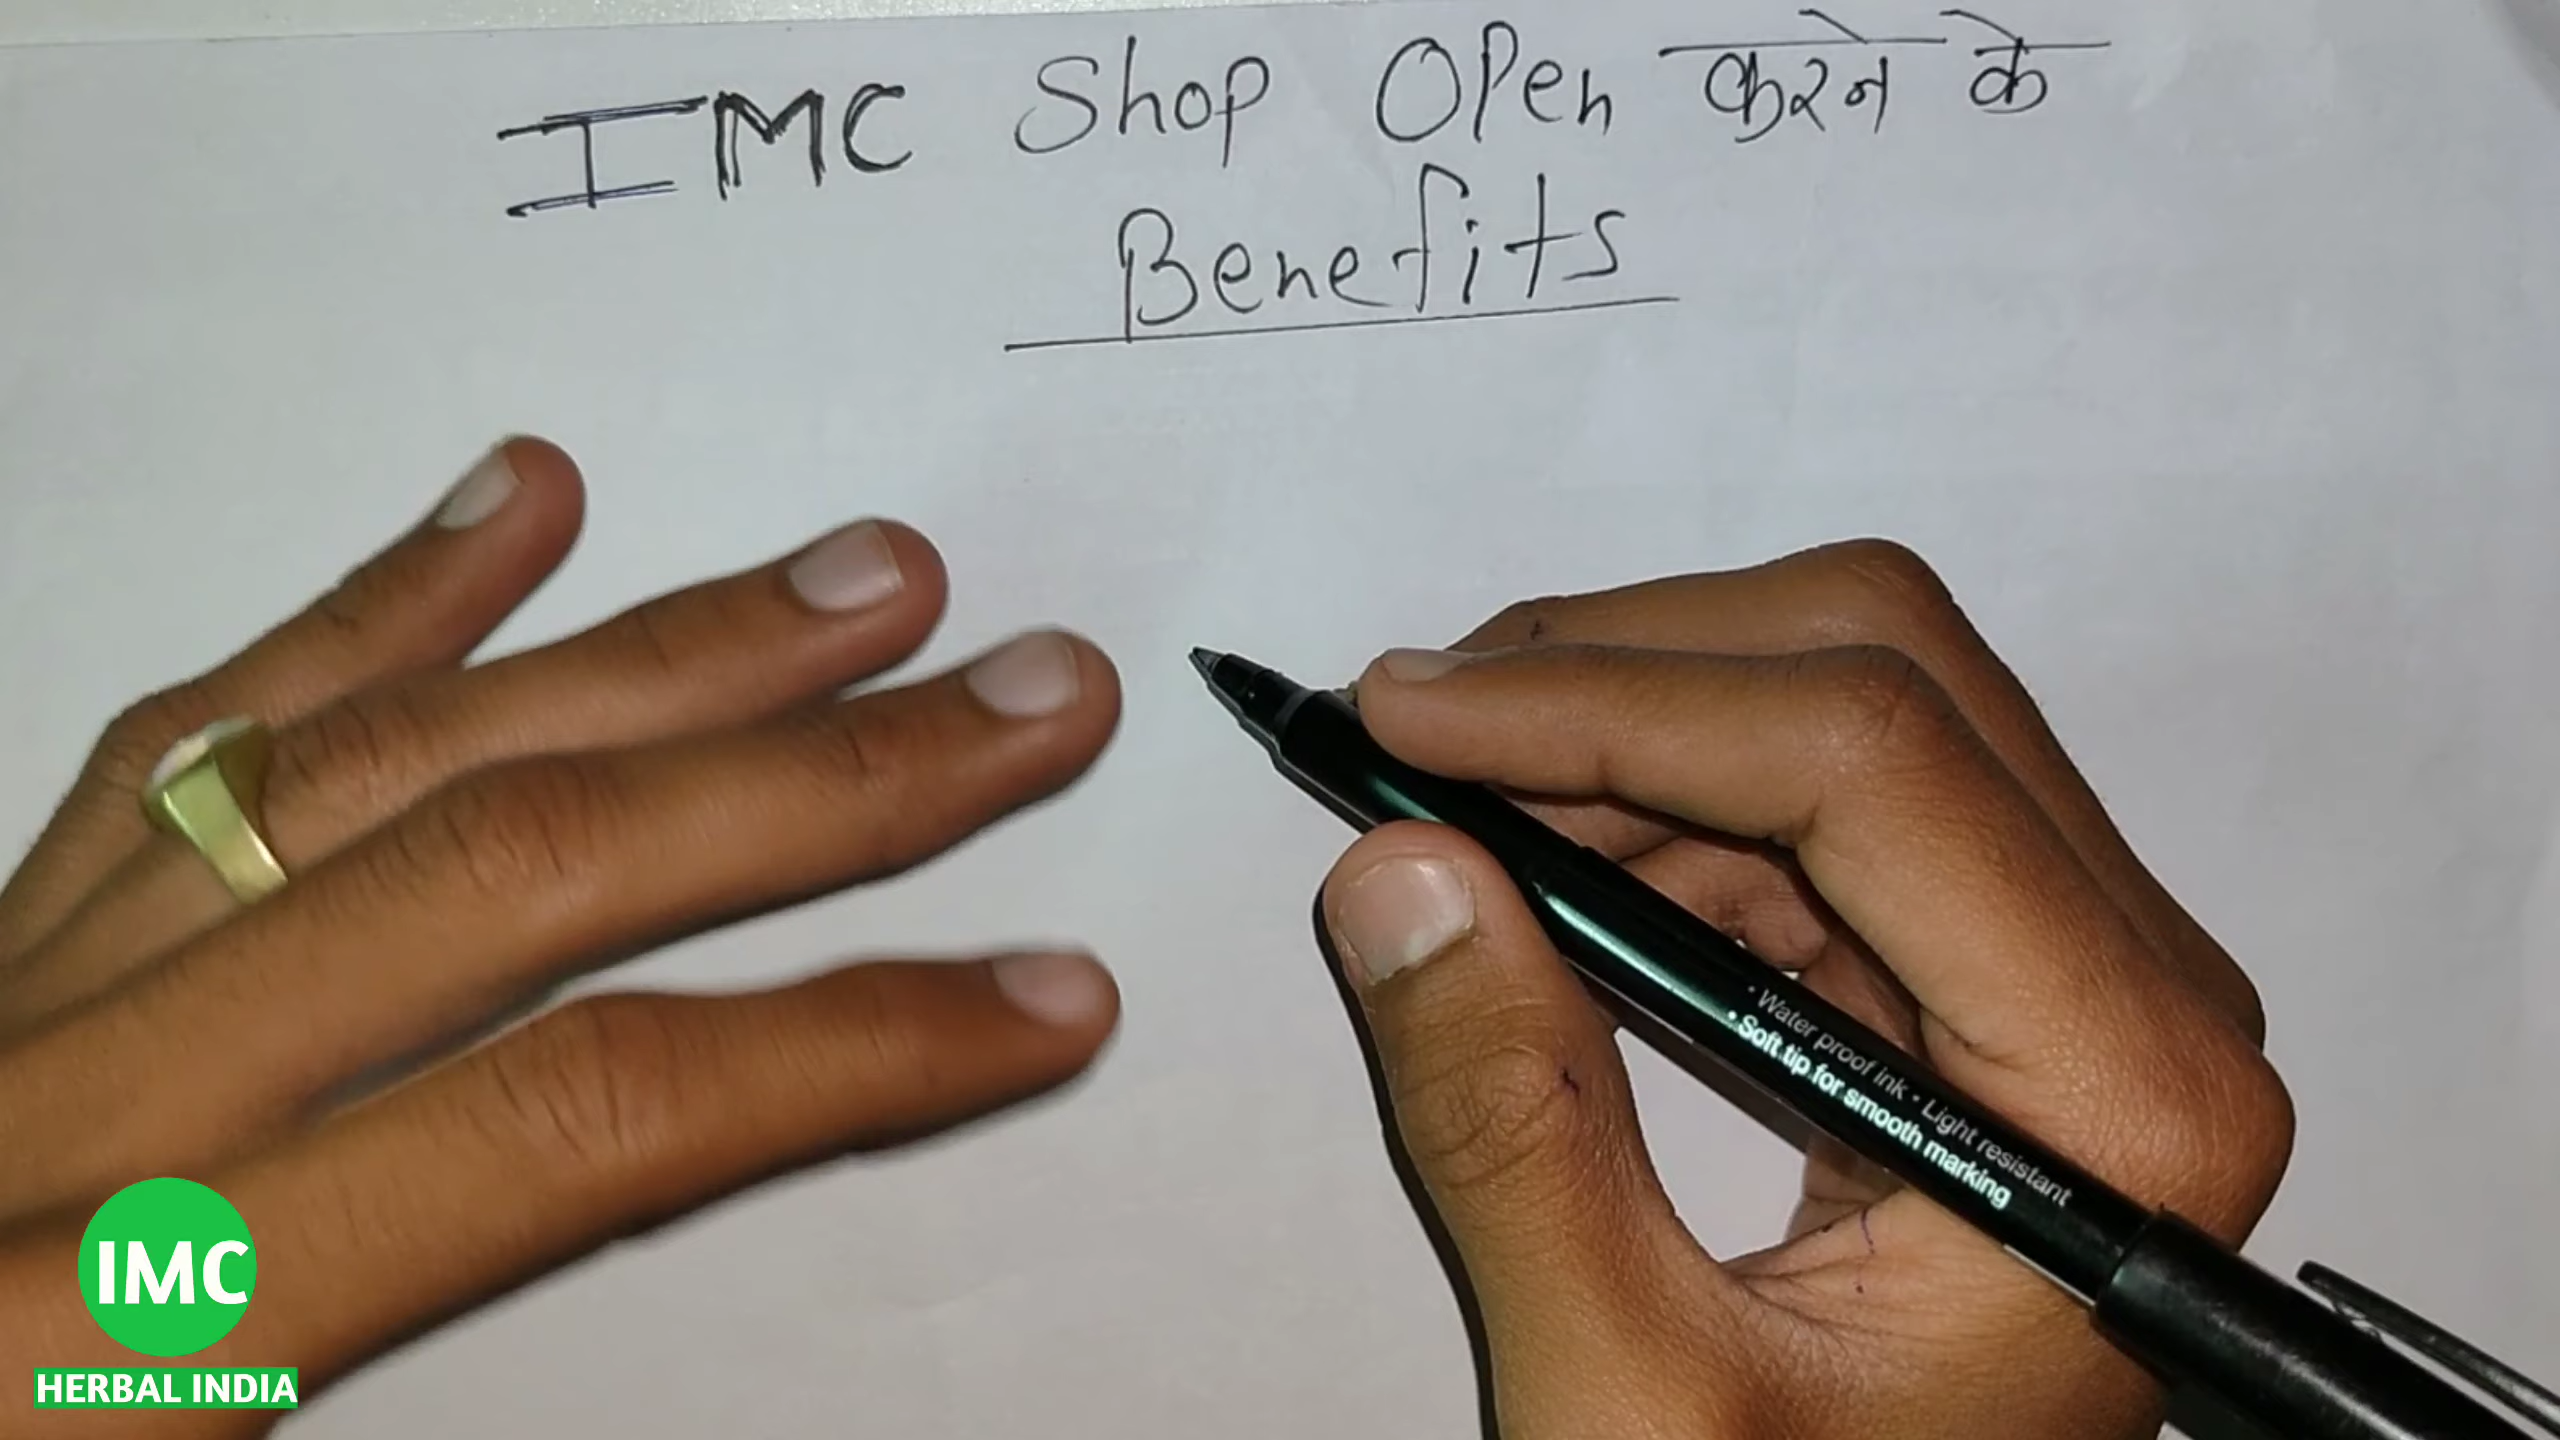 IMC Shop Open करने के
Benefits
• Water proof ink • Light resistant
• Soft tip for smooth marking
IMC
HERBAL INDIA